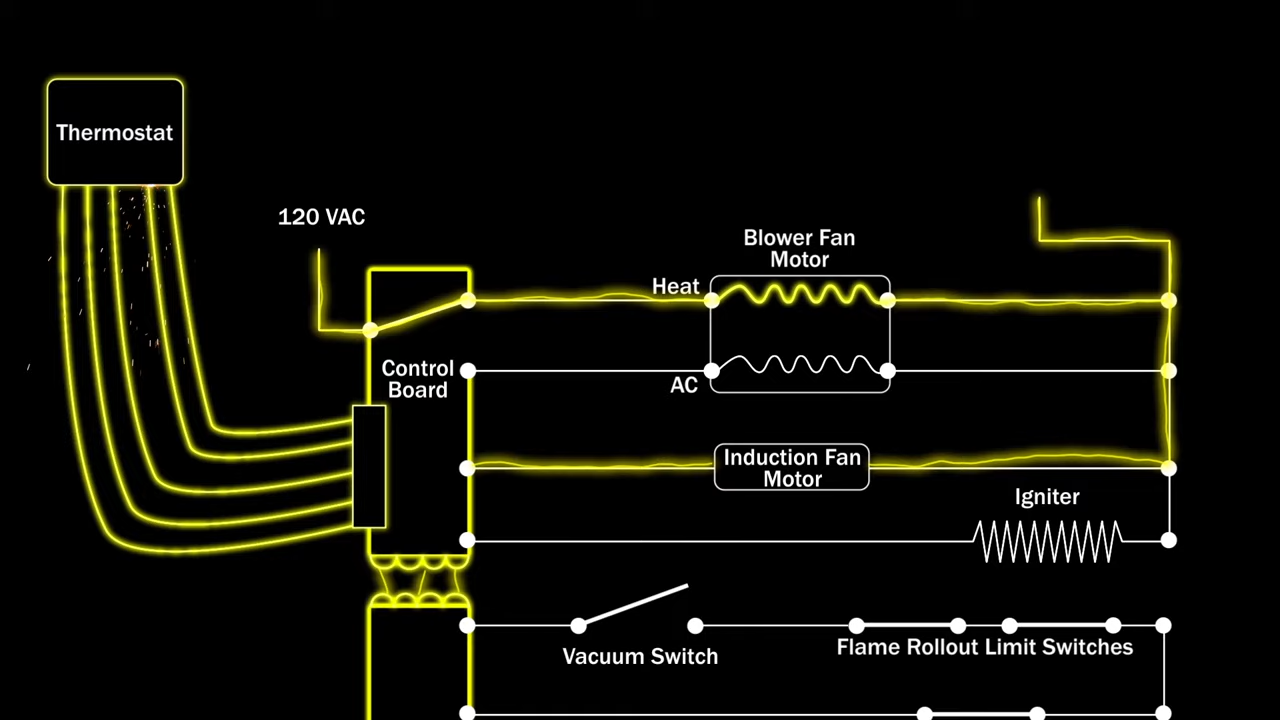 Thermostat
120 VAC
Blower Fan
Motor
Heat
Control
Board
AC
Induction Fan
Motor
Igniter
Vacuum Switch
Flame Rollout Limit Switches